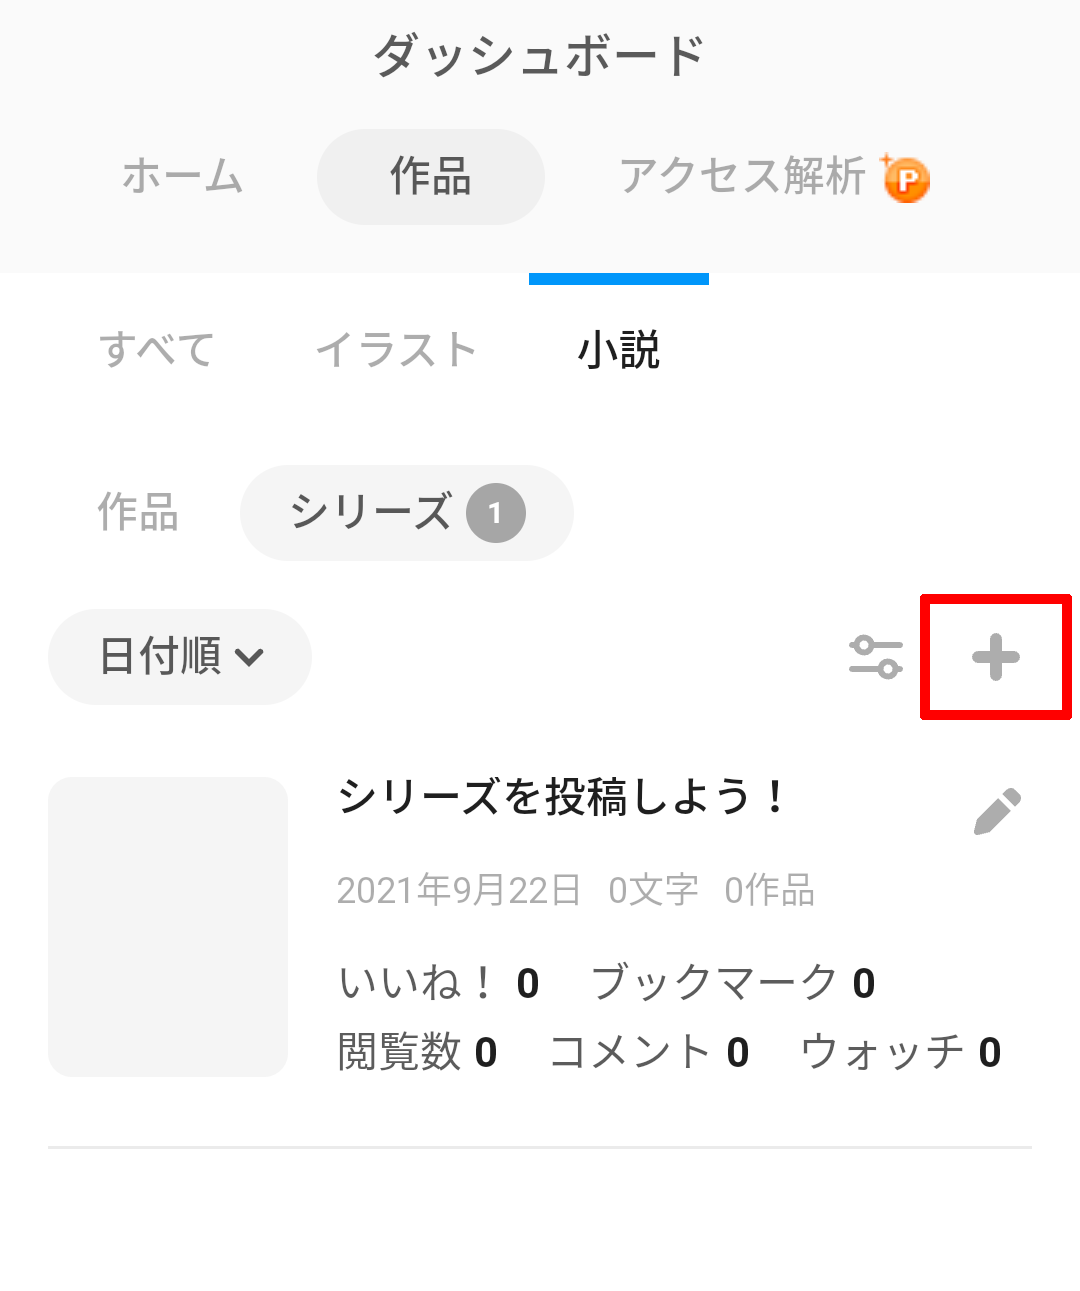 ダッシュボード
ホーム 作品 アクセス解析 P
すべて イラスト 小説
作品 シリーズ 1
日付順
シリーズを投稿しよう！
2021年9月22日 0文字 0作品
いいね！ 0 ブックマーク 0
閲覧数 0 コメント 0 ウォッチ 0